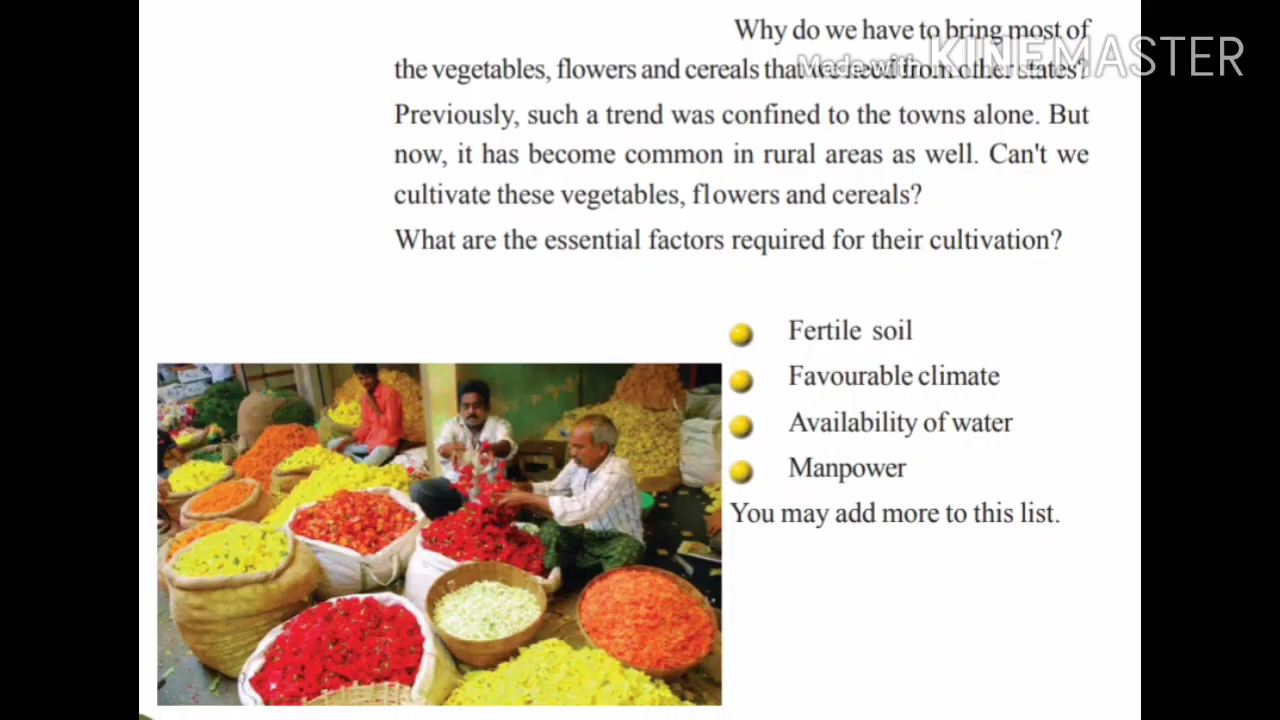 Why do we have to bring most of
Made with KINEMASTER
the vegetables, flowers and cereals that we need from other states?
Previously, such a trend was confined to the towns alone. But
now, it has become common in rural areas as well. Can't we
cultivate these vegetables, flowers and cereals?
What are the essential factors required for their cultivation?
Fertile soil
Favourable climate
Availability of water
Manpower
You may add more to this list.